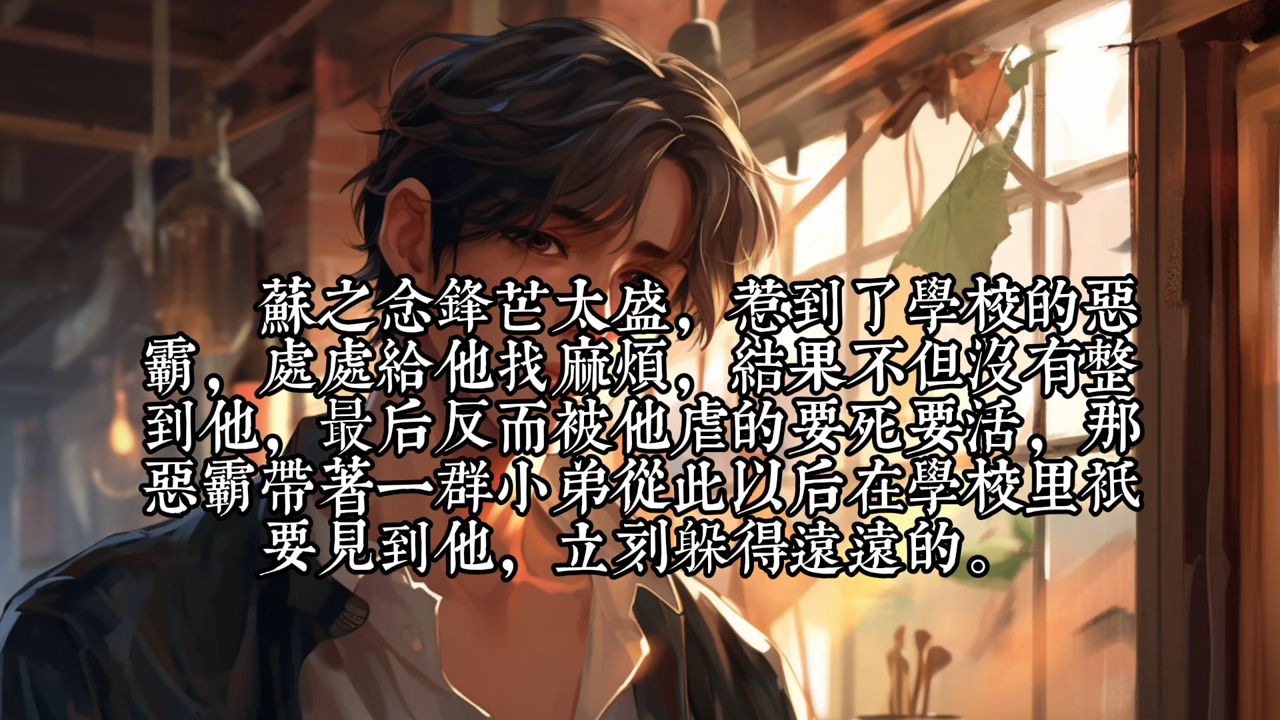 蘇之念鋒芒太盛，惹到了學校的惡
霸，處處給他找麻煩，結果不但沒有整
到他，最后反而被他虐的要死要活，那
惡霸帶著一群小弟從此以后在學校里衹
要見到他，立刻躲得遠遠的。